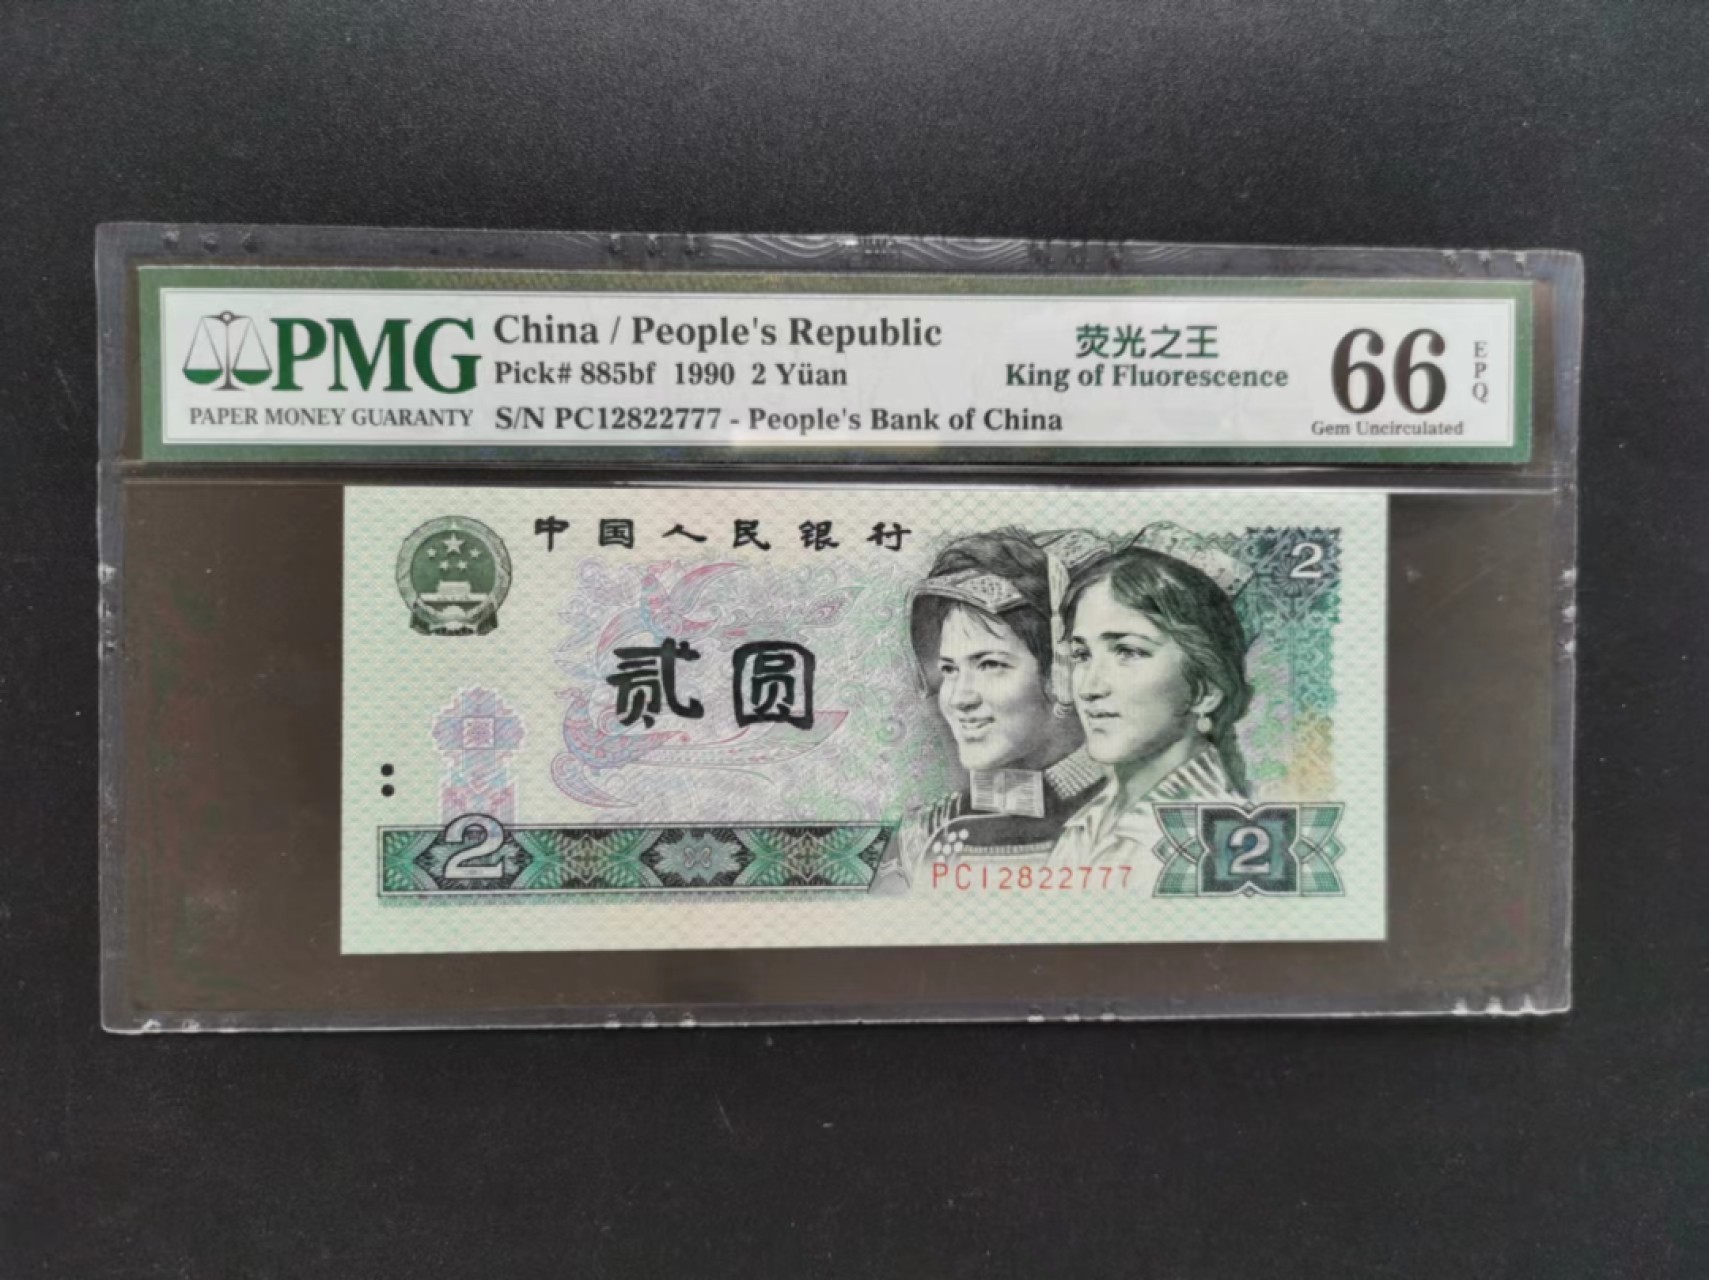 PMG
PAPER MONEY GUARANTY
China / People's Republic
Pick# 885bf 1990 2 Yüan
S/N PC12822777 - People's Bank of China
荧光之王
King of Fluorescence
66
EPQ
Gem Uncirculated
中国人民银行
2
贰圆
2
PC12822777
2